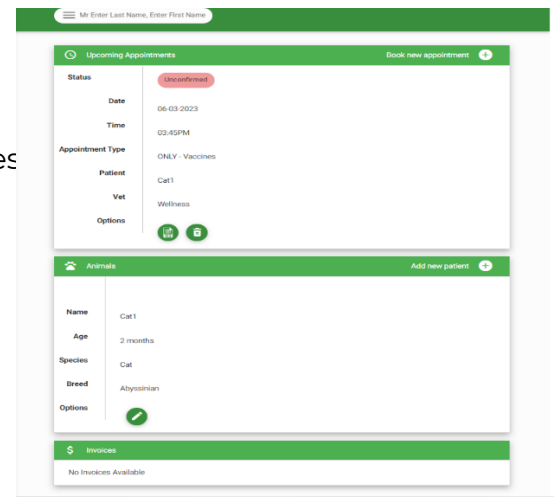 Mr Enter Last Name, Enter First Name
Upcoming Appointments Book new appointment
Status Unconfirmed
Date 06-03-2023
Time 03:45PM
es
Appointment Type ONLY - Vaccines
Patient Cat1
Vet Wellness
Options
Animals Add new patient
Name Cat1
Age 2 months
Species Cat
Breed Abyssinian
Options
$ Invoices
No Invoices Available